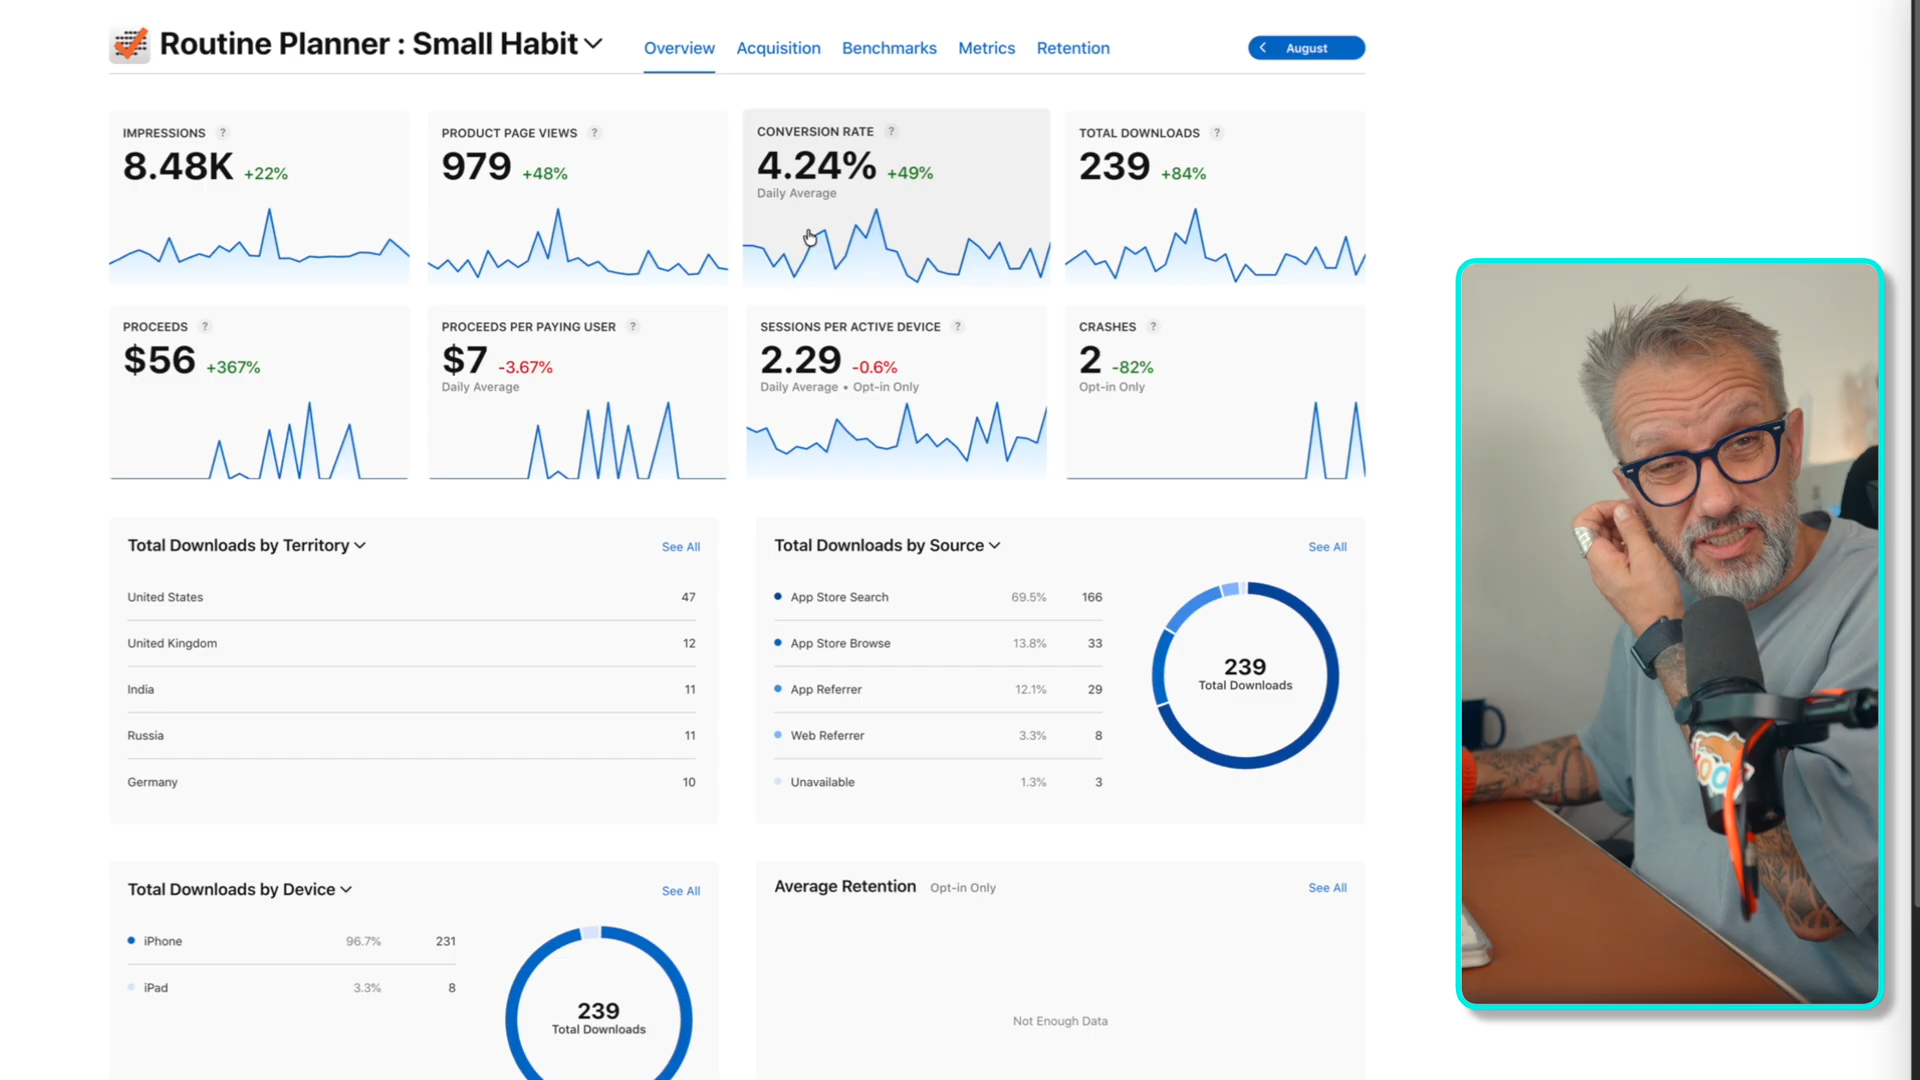 Routine Planner : Small Habit
Overview
Acquisition
Benchmarks
Metrics
Retention
August
IMPRESSIONS ?
8.48K +22%
PRODUCT PAGE VIEWS ?
979 +48%
CONVERSION RATE ?
4.24% +49%
Daily Average
TOTAL DOWNLOADS ?
239 +84%
PROCEEDS ?
$56 +367%
PROCEEDS PER PAYING USER ?
$7 -3.67%
Daily Average
SESSIONS PER ACTIVE DEVICE ?
2.29 -0.6%
Daily Average • Opt-in Only
CRASHES ?
2 -82%
Opt-in Only
Total Downloads by Territory
See All
United States 47
United Kingdom 12
India 11
Russia 11
Germany 10
Total Downloads by Source
See All
App Store Search 69.5% 166
App Store Browse 13.8% 33
App Referrer 12.1% 29
Web Referrer 3.3% 8
Unavailable 1.3% 3
239
Total Downloads
Total Downloads by Device
See All
iPhone 96.7% 231
iPad 3.3% 8
239
Total Downloads
Average Retention Opt-in Only
See All
Not Enough Data